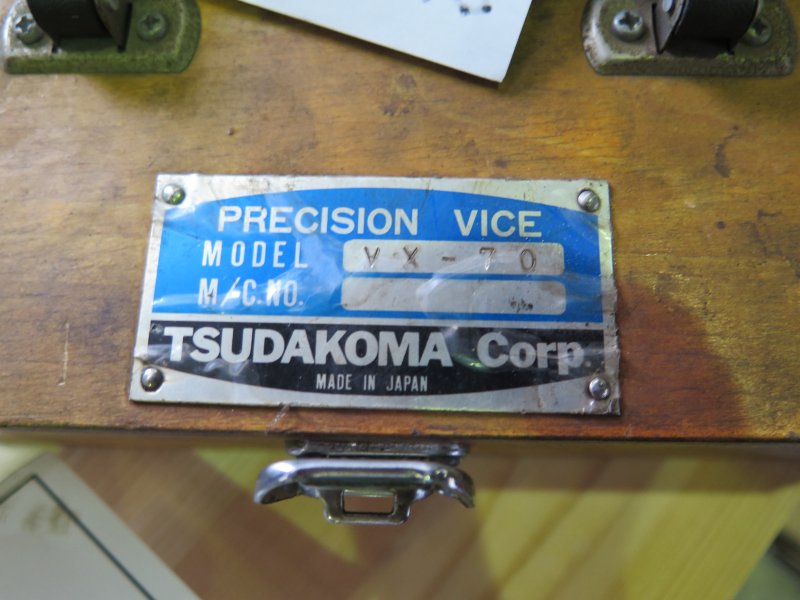 PRECISION VICE
MODEL VX-70
M/C.NO.
TSUDAKOMA Corp.
MADE IN JAPAN